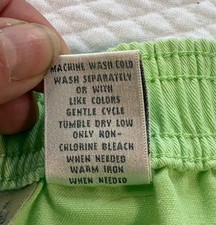 MACHINE WASH COLD
WASH SEPARATELY
OR WITH
LIKE COLORS
GENTLE CYCLE
TUMBLE DRY LOW
ONLY NON-
CHLORINE BLEACH
WHEN NEEDED
WARM IRON
WHEN NEEDED